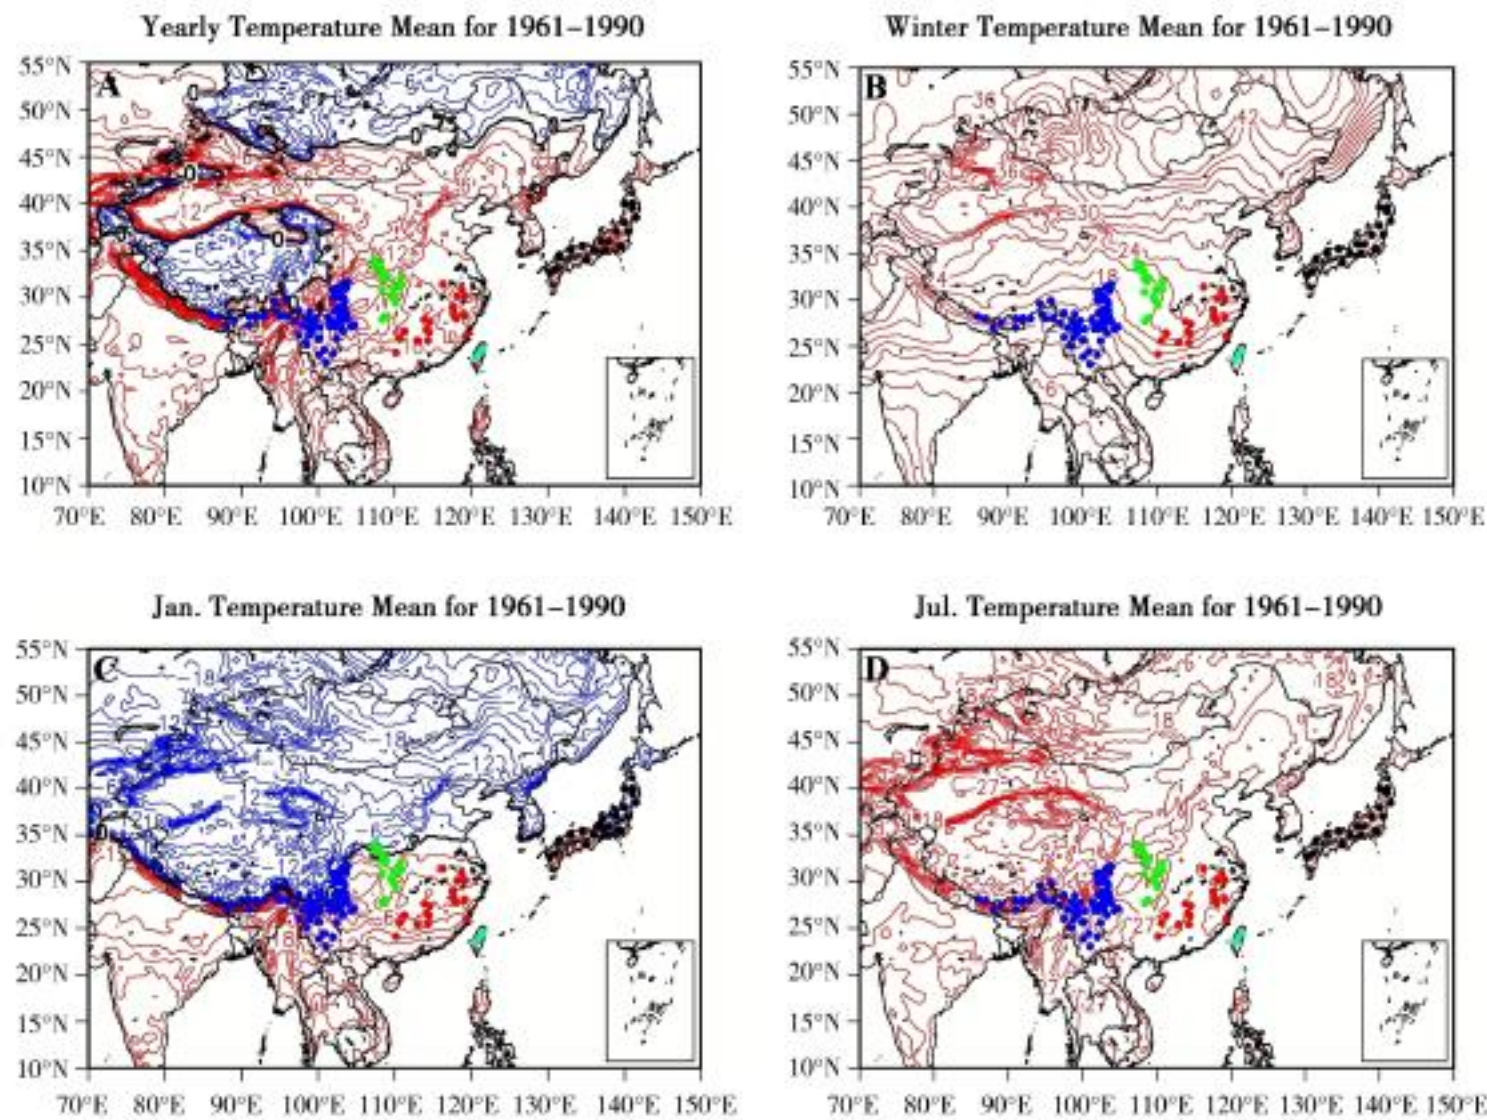 Yearly Temperature Mean for 1961–1990
A
55°N
50°N
45°N
40°N
35°N
30°N
25°N
20°N
15°N
10°N
70°E 80°E 90°E 100°E 110°E 120°E 130°E 140°E 150°E
Winter Temperature Mean for 1961–1990
B
55°N
50°N
45°N
40°N
35°N
30°N
25°N
20°N
15°N
10°N
70°E 80°E 90°E 100°E 110°E 120°E 130°E 140°E 150°E
Jan. Temperature Mean for 1961–1990
C
55°N
50°N
45°N
40°N
35°N
30°N
25°N
20°N
15°N
10°N
70°E 80°E 90°E 100°E 110°E 120°E 130°E 140°E 150°E
Jul. Temperature Mean for 1961–1990
D
55°N
50°N
45°N
40°N
35°N
30°N
25°N
20°N
15°N
10°N
70°E 80°E 90°E 100°E 110°E 120°E 130°E 140°E 150°E